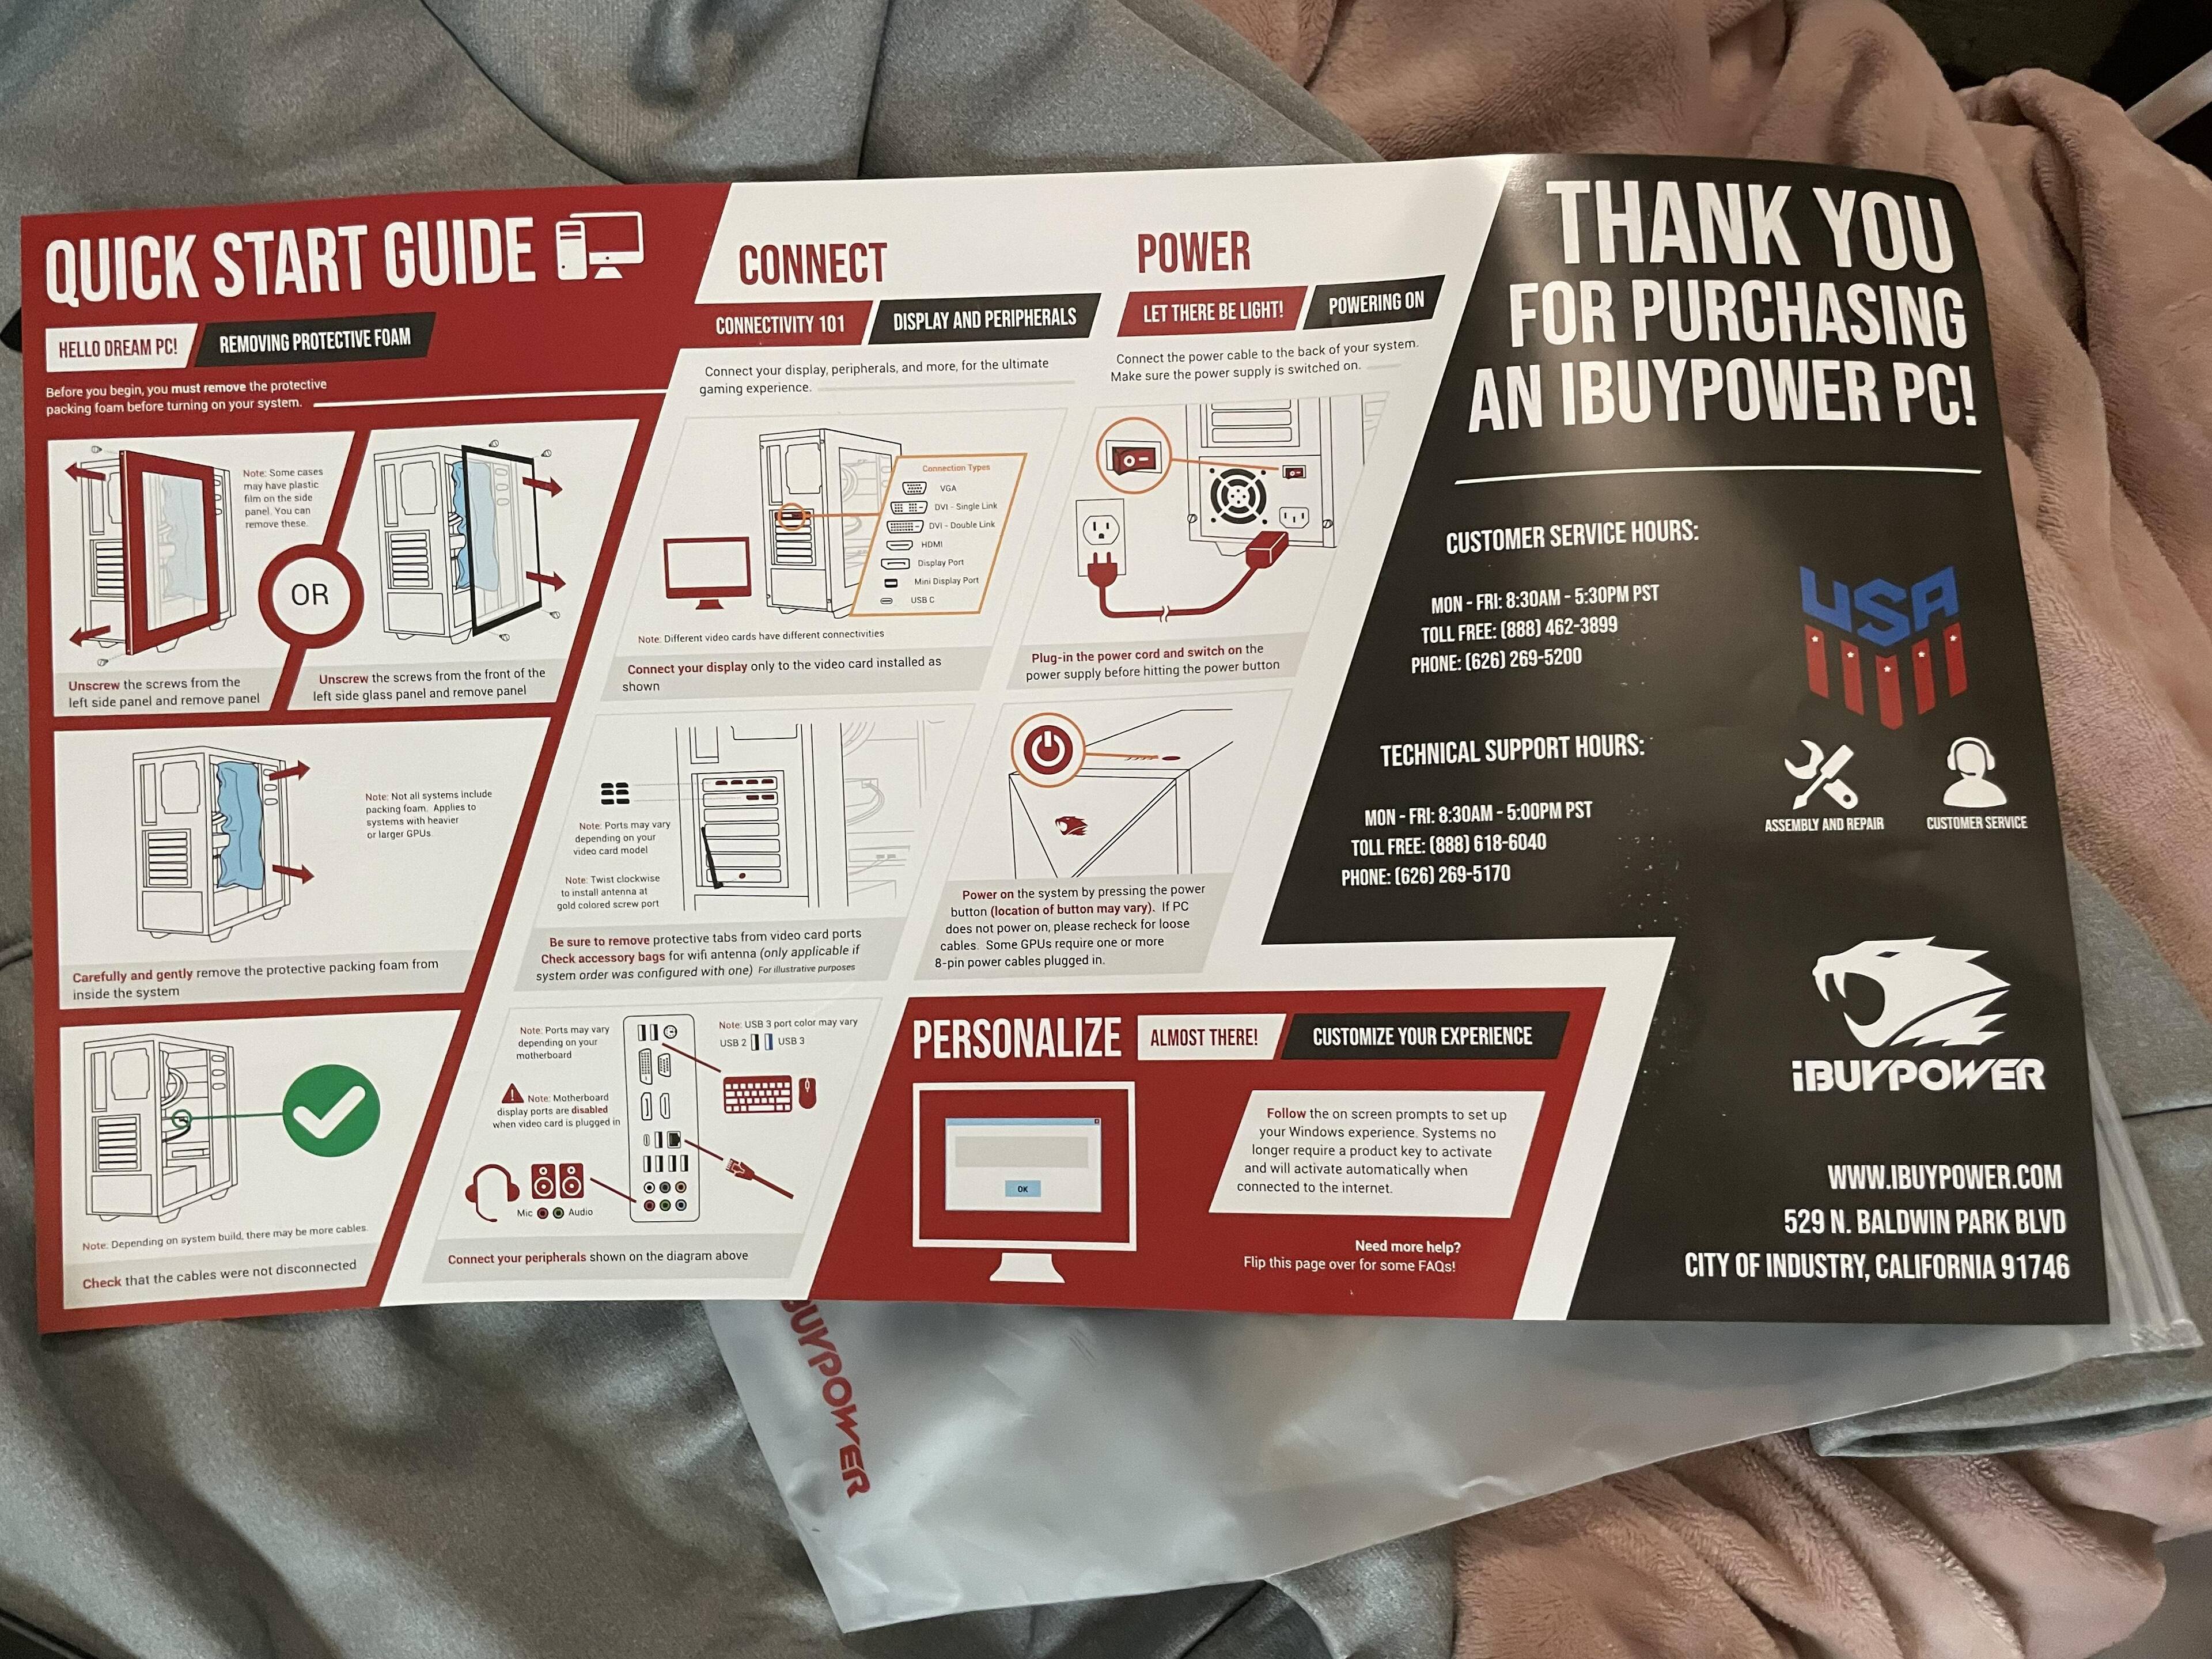 QUICK START GUIDE
HELLO DREAM PC!
REMOVING PROTECTIVE FOAM
Before you begin, you must remove the protective
packing foam before turning on your system.
Note: Some cases
may have plastic
film on the side
panel. You can
remove these.
OR
Unscrew the screws from the
left side panel and remove panel
Unscrew the screws from the front of the
left side glass panel and remove panel
Note: Not all systems include
packing foam. Applies to
systems with heavier
or larger GPUs.
Carefully and gently remove the protective packing foam from
inside the system
Note: Depending on system build, there may be more cables.
Check that the cables were not disconnected
CONNECT
CONNECTIVITY 101
DISPLAY AND PERIPHERALS
Connect your display, peripherals, and more, for the ultimate
gaming experience.
Connection Types
VGA
DVI - Single Link
DVI - Double Link
HDMI
Display Port
Mini Display Port
USB C
Note: Different video cards have different connectivities
Connect your display only to the video card installed as
shown
Note: Ports may vary
depending on your
video card model
Note: Twist clockwise
to install antenna at
gold colored screw port
Be sure to remove protective tabs from video card ports
Check accessory bags for wifi antenna (only applicable if
system order was configured with one) For illustrative purposes
Note: Ports may vary
depending on your
motherboard
Note: USB 3 port color may vary
USB 2 USB 3
Note: Motherboard
display ports are disabled
when video card is plugged in
Mic Audio
Connect your peripherals shown on the diagram above
POWER
LET THERE BE LIGHT!
POWERING ON
Connect the power cable to the back of your system.
Make sure the power supply is switched on.
Plug-in the power cord and switch on the
power supply before hitting the power button
Power on the system by pressing the power
button (location of button may vary). If PC
does not power on, please recheck for loose
cables. Some GPUs require one or more
8-pin power cables plugged in.
PERSONALIZE
ALMOST THERE!
CUSTOMIZE YOUR EXPERIENCE
OK
Follow the on screen prompts to set up
your Windows experience. Systems no
longer require a product key to activate
and will activate automatically when
connected to the internet.
Need more help?
Flip this page over for some FAQs!
THANK YOU
FOR PURCHASING
AN IBUYPOWER PC!
CUSTOMER SERVICE HOURS:
MON - FRI: 8:30AM - 5:30PM PST
TOLL FREE: (888) 462-3899
PHONE: (626) 269-5200
USA
TECHNICAL SUPPORT HOURS:
MON - FRI: 8:30AM - 5:00PM PST
TOLL FREE: (888) 618-6040
PHONE: (626) 269-5170
ASSEMBLY AND REPAIR
CUSTOMER SERVICE
iBUYPOWER
WWW.IBUYPOWER.COM
529 N. BALDWIN PARK BLVD
CITY OF INDUSTRY, CALIFORNIA 91746
BUYPOWER